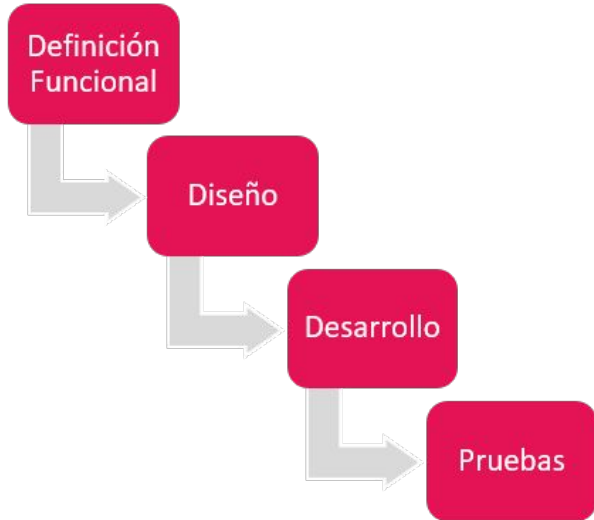 Definición
Funcional
Diseño
Desarrollo
Pruebas